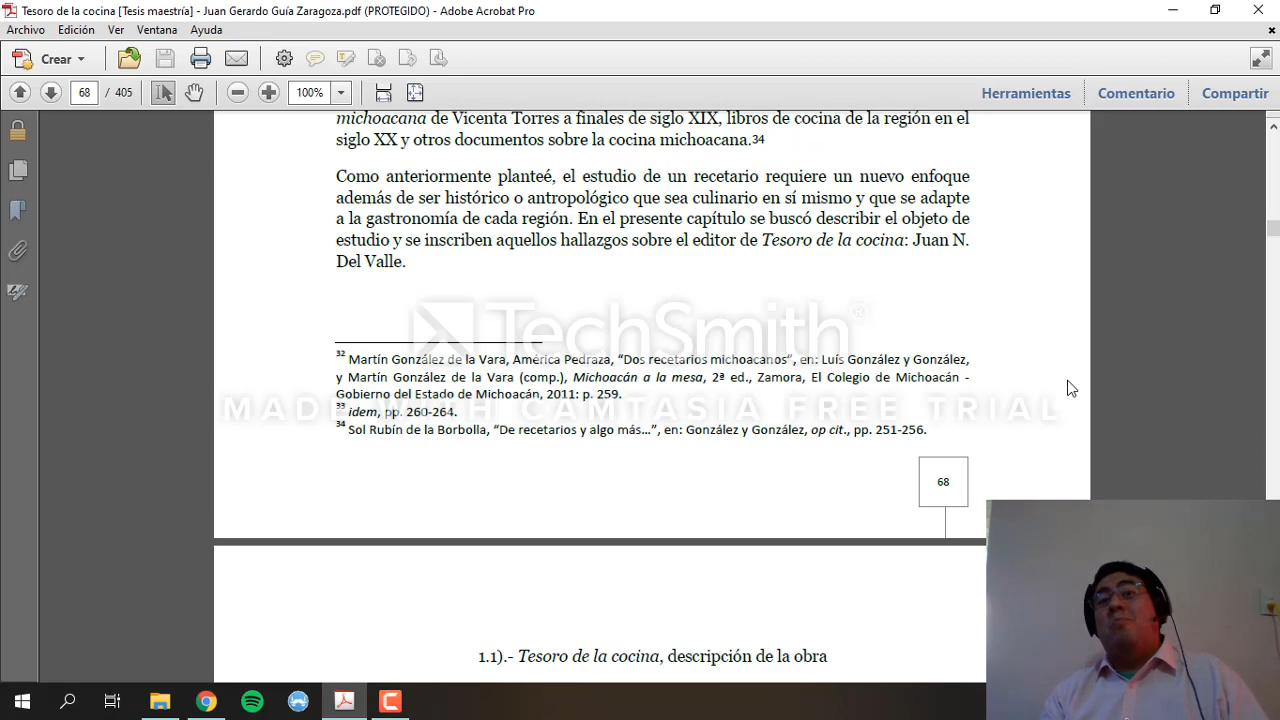 Tesoro de la cocina [Tesis maestría] - Juan Gerardo Guía Zaragoza.pdf (PROTEGIDO) - Adobe Acrobat Pro
Archivo Edición Ver Ventana Ayuda
Crear
68 / 405 100% Herramientas Comentario Compartir
michoacana de Vicenta Torres a finales de siglo XIX, libros de cocina de la región en el
siglo XX y otros documentos sobre la cocina michoacana.34
Como anteriormente planteé, el estudio de un recetario requiere un nuevo enfoque
además de ser histórico o antropológico que sea culinario en sí mismo y que se adapte
a la gastronomía de cada región. En el presente capítulo se buscó describir el objeto de
estudio y se inscriben aquellos hallazgos sobre el editor de Tesoro de la cocina: Juan N.
Del Valle.
TechSmith®
32 Martín González de la Vara, América Pedraza, “Dos recetarios michoacanos”, en: Luís González y González,
y Martín González de la Vara (comp.), Michoacán a la mesa, 2ª ed., Zamora, El Colegio de Michoacán -
Gobierno del Estado de Michoacán, 2011: p. 259.
MADE WITH CAMTASIA FREE TRIAL
33 idem, pp. 260-264.
34 Sol Rubín de la Borbolla, “De recetarios y algo más…”, en: González y González, op cit., pp. 251-256.
68
1.1).- Tesoro de la cocina, descripción de la obra